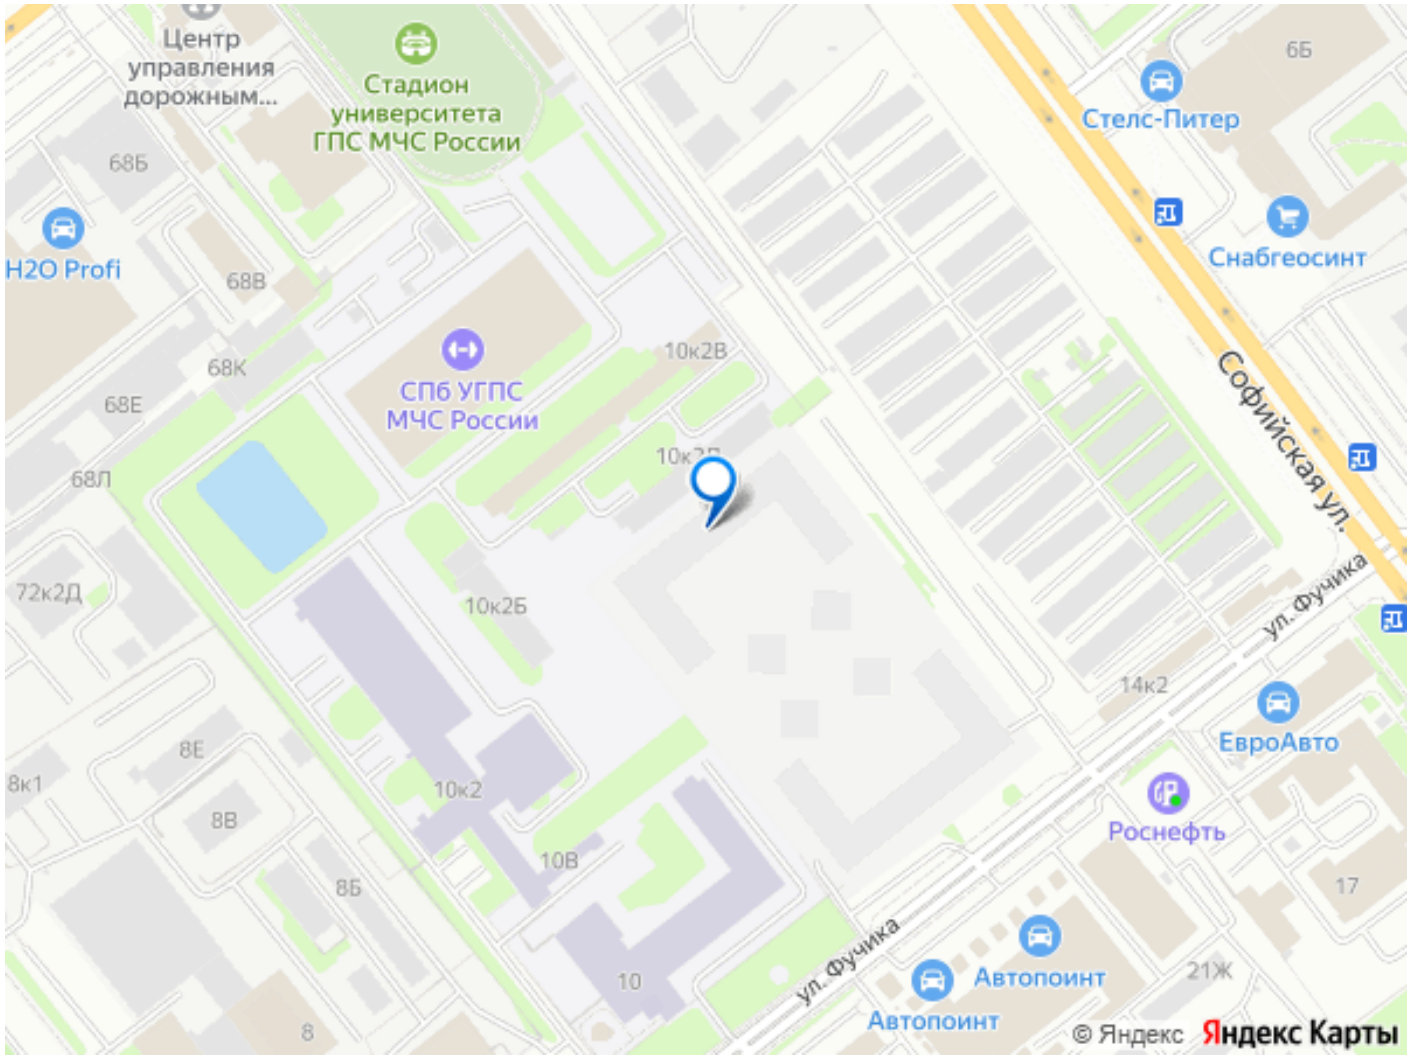 Центр
управления
дорожным...
Стадион
университета
ГПС МЧС России
6Б
Стелс-Питер
68Б
H2O Profi
68В
Снабгеосинт
10к2В
68К
СПб УГПС
МЧС России
68Е
Софийская ул.
68Л
72к2Д
10к2Б
ул. Фучика
14к2
ЕвроАвто
8Е
8к1
10к2
8В
Роснефть
10В
8Б
17
ул. Фучика
Автопоинт
21Ж
10
Автопоинт
8
© Яндекс Яндекс Карты